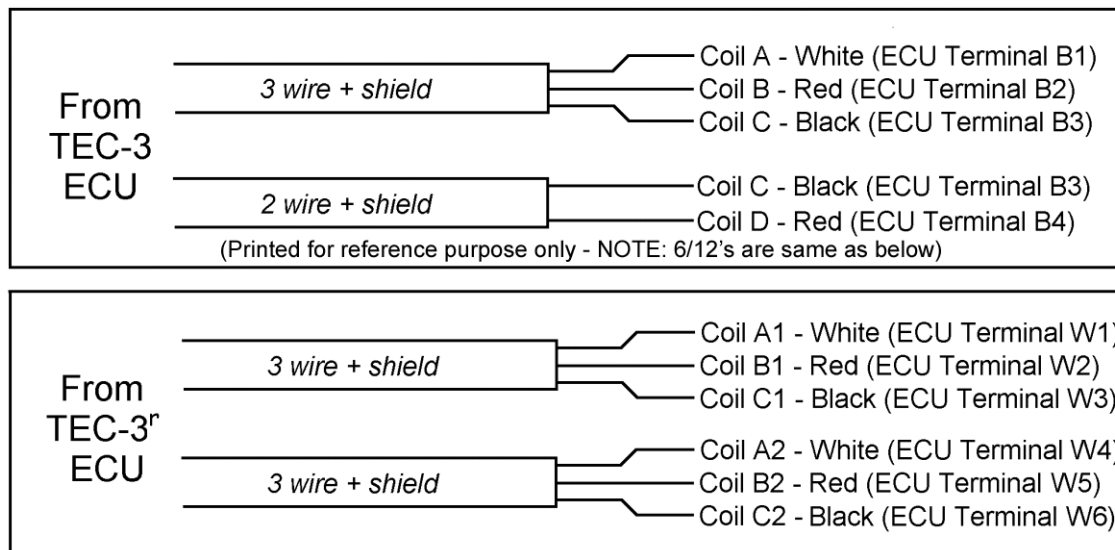 From
TEC-3
ECU
3 wire + shield
Coil A - White (ECU Terminal B1)
Coil B - Red (ECU Terminal B2)
Coil C - Black (ECU Terminal B3)
2 wire + shield
Coil C - Black (ECU Terminal B3)
Coil D - Red (ECU Terminal B4)
(Printed for reference purpose only - NOTE: 6/12's are same as below)
From
TEC-3ʳ
ECU
3 wire + shield
Coil A1 - White (ECU Terminal W1)
Coil B1 - Red (ECU Terminal W2)
Coil C1 - Black (ECU Terminal W3)
3 wire + shield
Coil A2 - White (ECU Terminal W4)
Coil B2 - Red (ECU Terminal W5)
Coil C2 - Black (ECU Terminal W6)